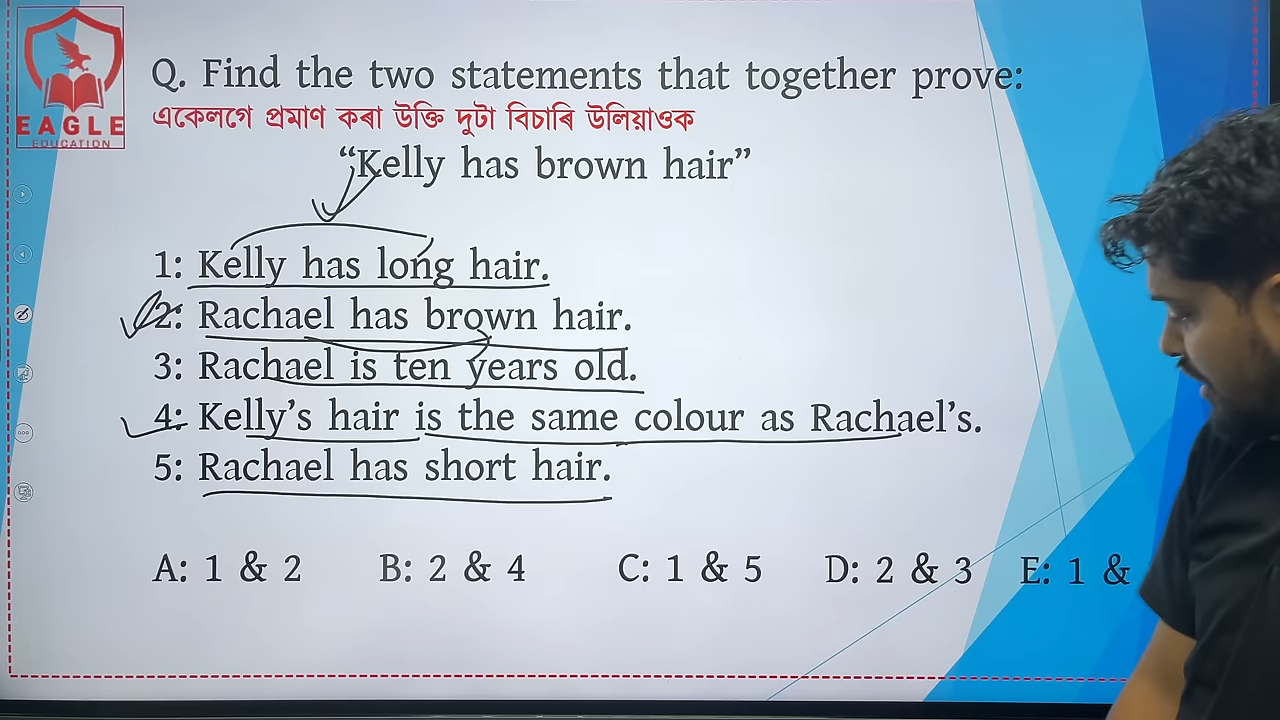 EAGLE
EDUCATION
Q. Find the two statements that together prove:
একেলগে প্ৰমাণ কৰা উক্তি দুটা বিচাৰি উলিয়াওক
“Kelly has brown hair”
1: Kelly has long hair.
2: Rachael has brown hair.
3: Rachael is ten years old.
4: Kelly’s hair is the same colour as Rachael’s.
5: Rachael has short hair.
A: 1 & 2 B: 2 & 4 C: 1 & 5 D: 2 & 3 E: 1 &